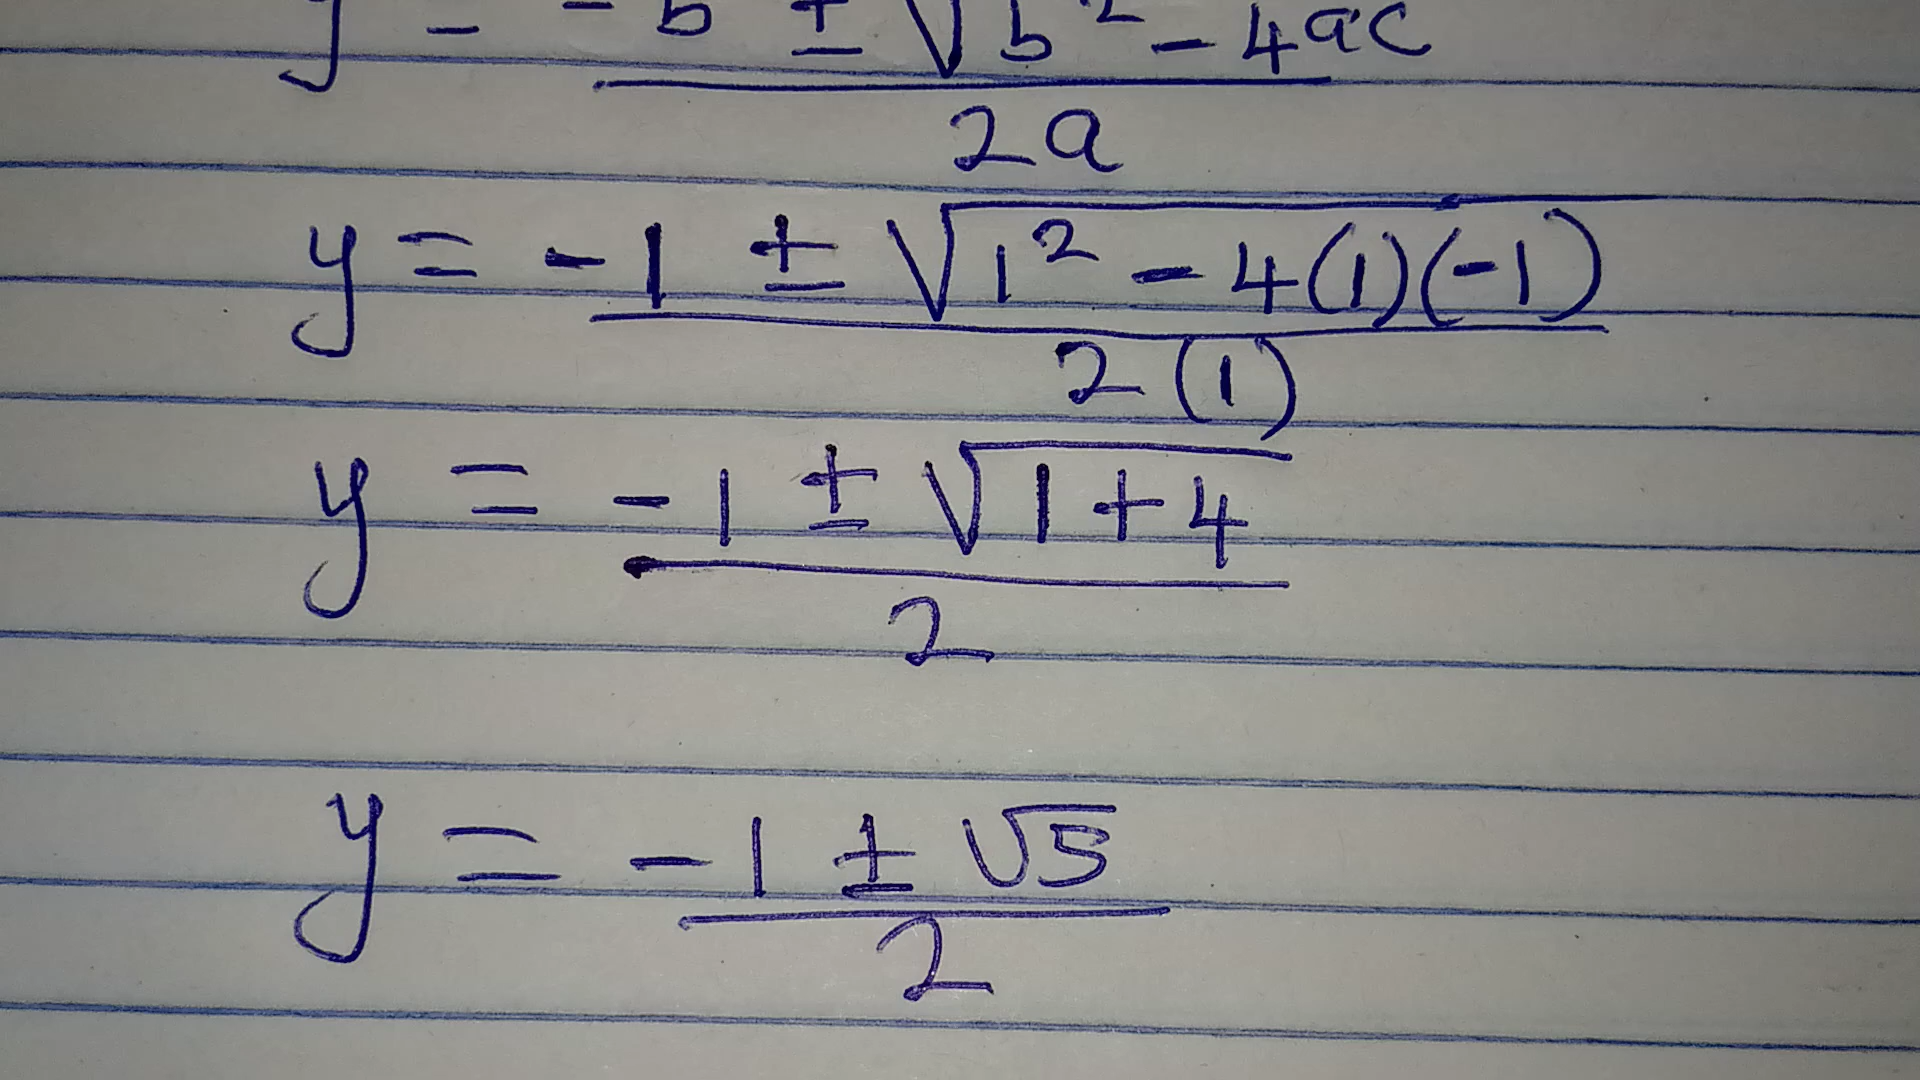 y = -b ± √b² - 4ac
2a
y = -1 ± √1² - 4(1)(-1)
2(1)
y = -1 ± √1+4
2
y = -1 ± √5
2